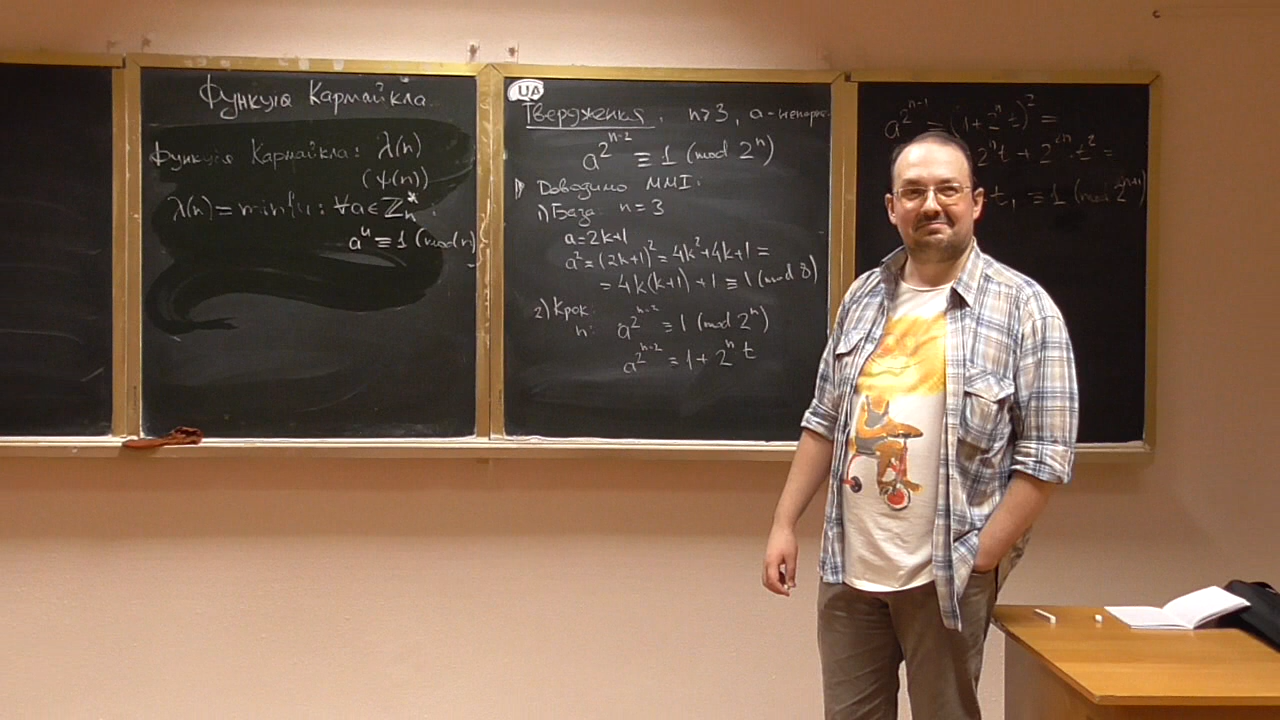 Функція Кармайкла.
Функція Кармайкла: λ(n)
(ψ(n))
λ(n) = min{u : ∀a ∈ ℤₙ*:
aᵘ ≡ 1 (mod n)}
UA
Твердження. n ≥ 3, a - непарне
a^{2^{n-2}} ≡ 1 (mod 2^n)
Доводимо ММІ:
1) База: n = 3
a = 2k+1
a² = (2k+1)² = 4k²+4k+1 =
= 4k(k+1) + 1 ≡ 1 (mod 8)
2) Крок:
n: a^{2^{n-2}} ≡ 1 (mod 2^n)
a^{2^{n-2}} = 1 + 2^n t
a^{2^{n-1}} = (1 + 2^n t)² =
2^n t + 2^{2n} · t² =
t₁ ≡ 1 (mod 2^{n+1})